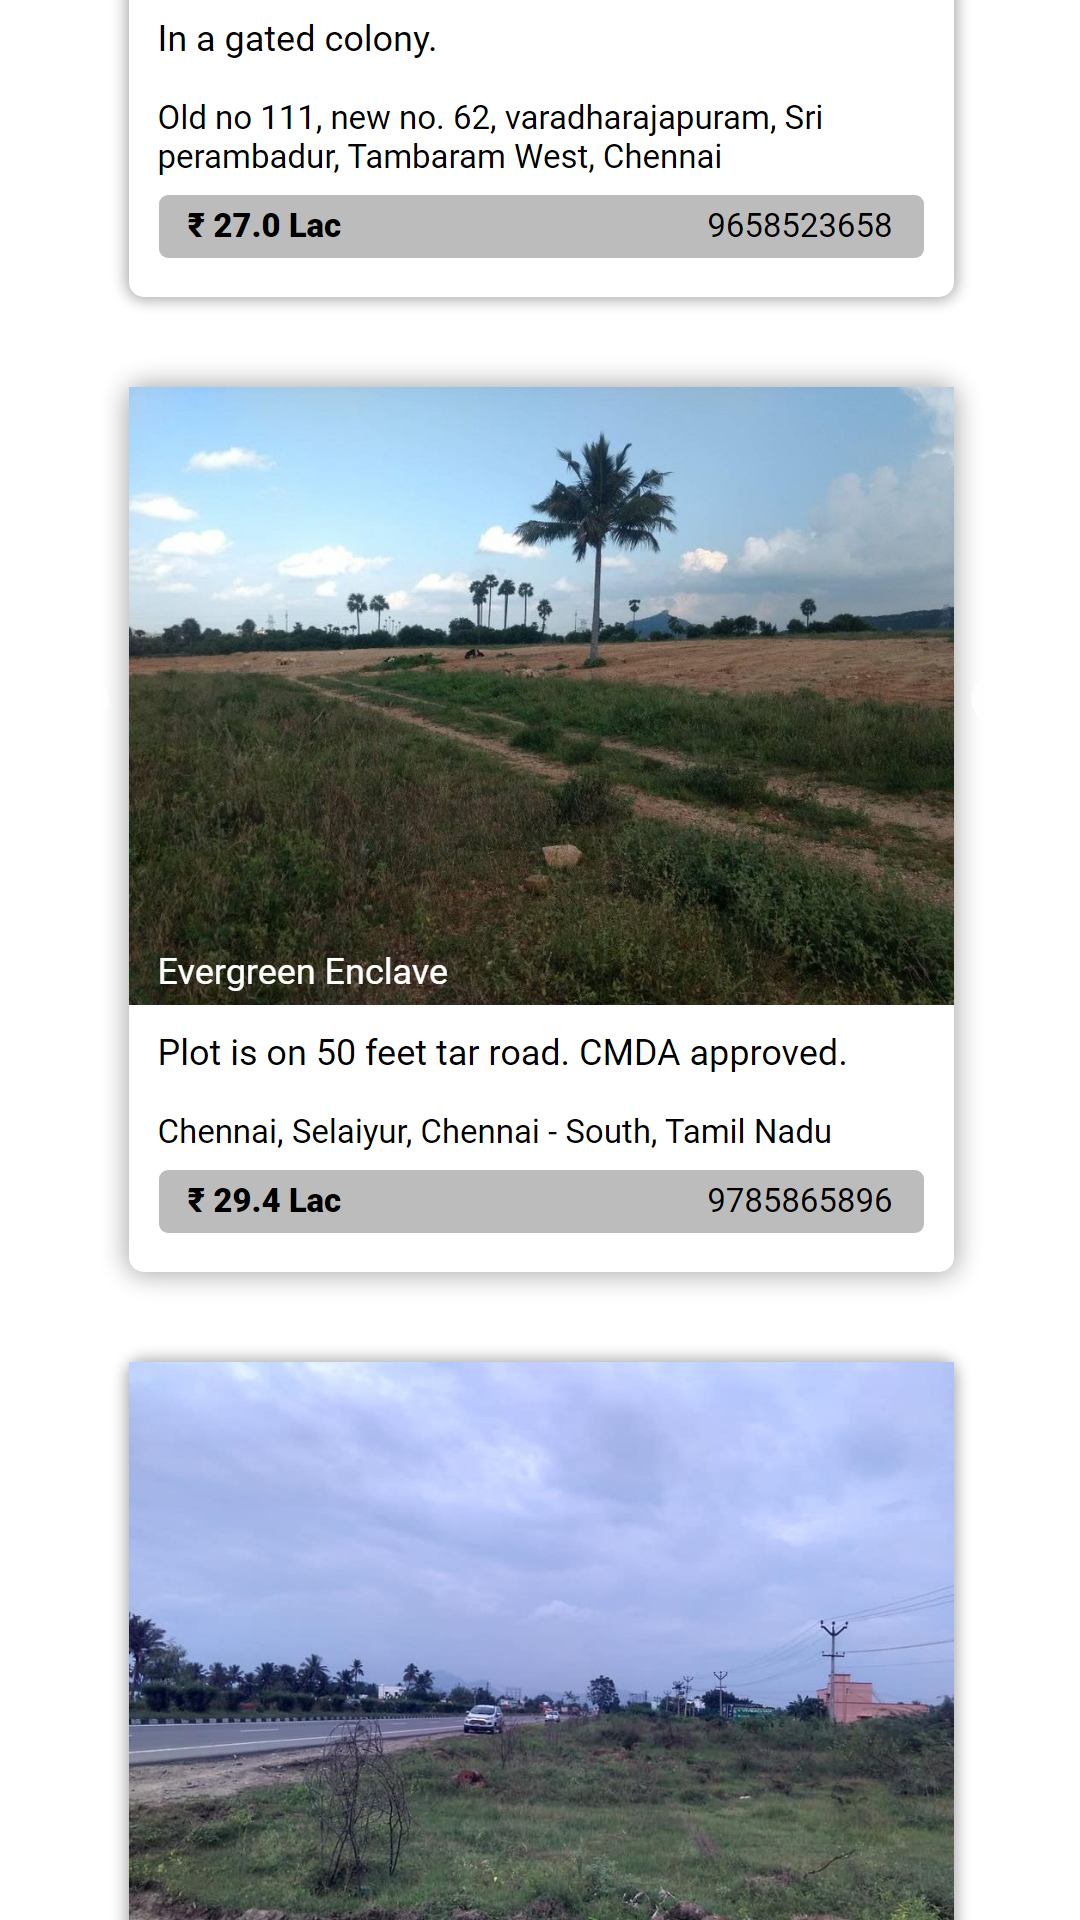 In a gated colony.
Old no 111, new no. 62, varadharajapuram, Sri
perambadur, Tambaram West, Chennai
₹ 27.0 Lac 9658523658
Evergreen Enclave
Plot is on 50 feet tar road. CMDA approved.
Chennai, Selaiyur, Chennai - South, Tamil Nadu
₹ 29.4 Lac 9785865896